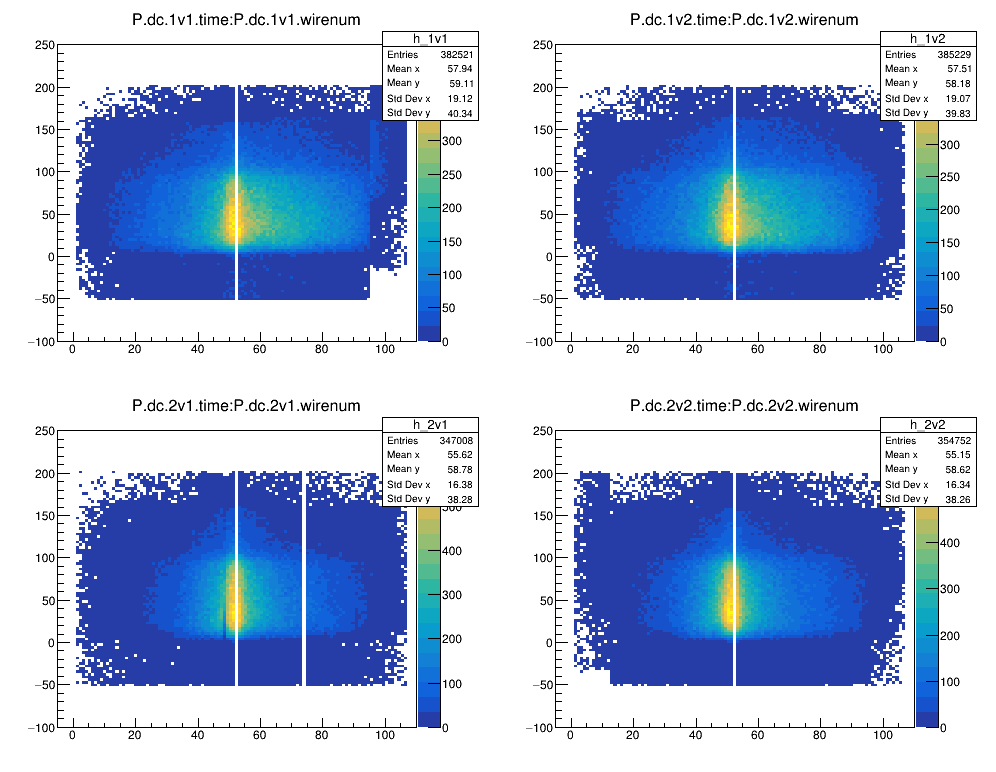 P.dc.1v1.time:P.dc.1v1.wirenum
h_1v1
Entries 382521
Mean x 57.94
Mean y 59.11
Std Dev x 19.12
Std Dev y 40.34
250
200
150
100
50
0
−50
−100
0 20 40 60 80 100
300
250
200
150
100
50
0
P.dc.1v2.time:P.dc.1v2.wirenum
h_1v2
Entries 385229
Mean x 57.51
Mean y 58.18
Std Dev x 19.07
Std Dev y 39.83
250
200
150
100
50
0
−50
−100
0 20 40 60 80 100
300
250
200
150
100
50
0
P.dc.2v1.time:P.dc.2v1.wirenum
h_2v1
Entries 347008
Mean x 55.62
Mean y 58.78
Std Dev x 16.38
Std Dev y 38.28
250
200
150
100
50
0
−50
−100
0 20 40 60 80 100
500
400
300
200
100
0
P.dc.2v2.time:P.dc.2v2.wirenum
h_2v2
Entries 354752
Mean x 55.15
Mean y 58.62
Std Dev x 16.34
Std Dev y 38.26
250
200
150
100
50
0
−50
−100
0 20 40 60 80 100
400
300
200
100
0